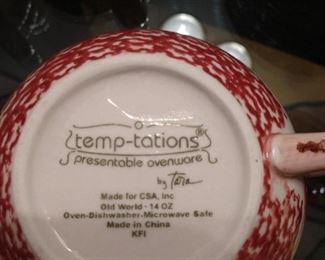 temp-tations®
presentable ovenware
by Tara
Made for CSA, Inc.
Old World - 14 OZ
Oven-Dishwasher-Microwave Safe
Made in China
KFI